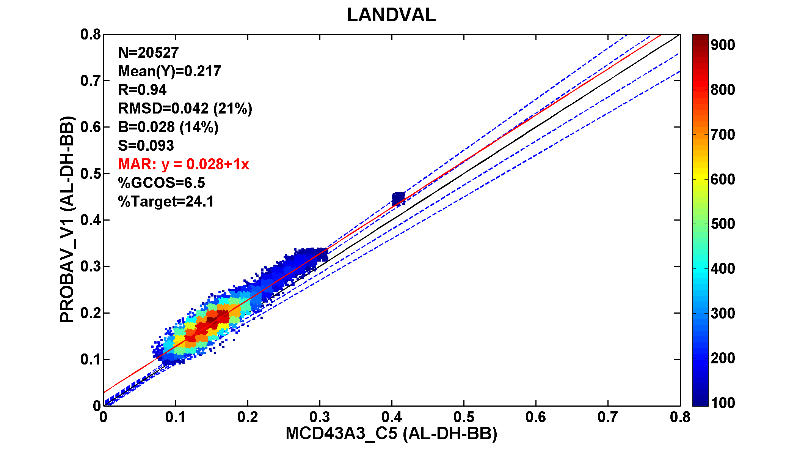 LANDVAL
N=20527
Mean(Y)=0.217
R=0.94
RMSD=0.042 (21%)
B=0.028 (14%)
S=0.093
MAR: y = 0.028+1x
%GCOS=6.5
%Target=24.1
PROBAV_V1 (AL-DH-BB)
0.8
0.7
0.6
0.5
0.4
0.3
0.2
0.1
0
0 0.1 0.2 0.3 0.4 0.5 0.6 0.7 0.8
MCD43A3_C5 (AL-DH-BB)
900
800
700
600
500
400
300
200
100